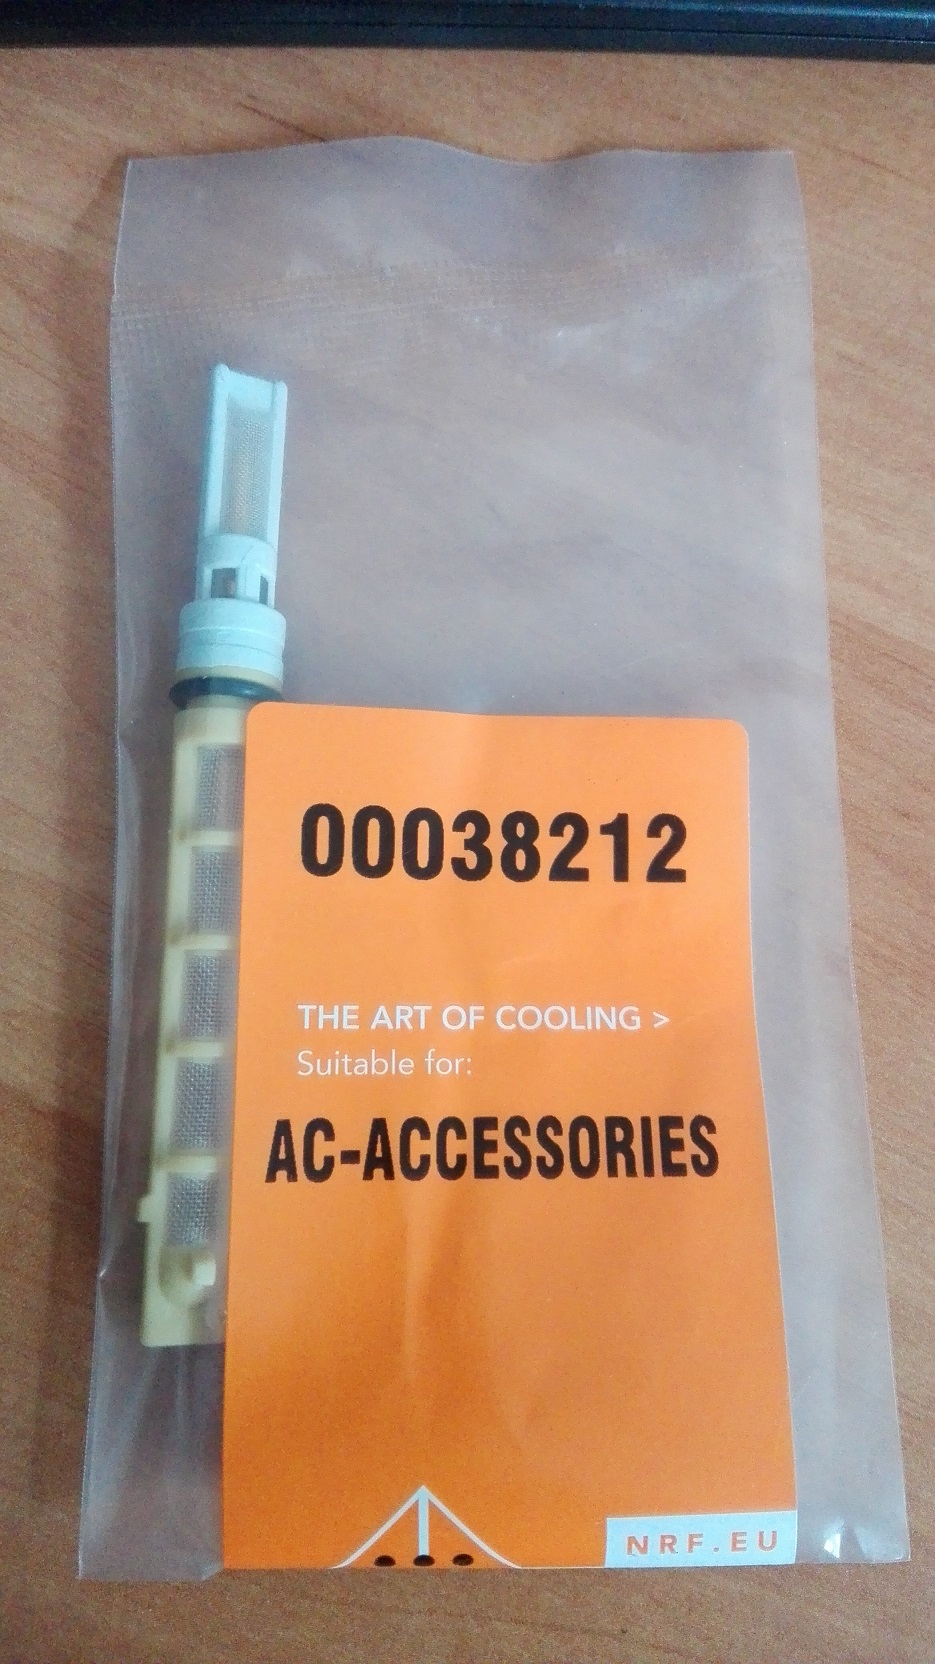 00038212
THE ART OF COOLING >
Suitable for:
AC-ACCESSORIES
NRF.EU